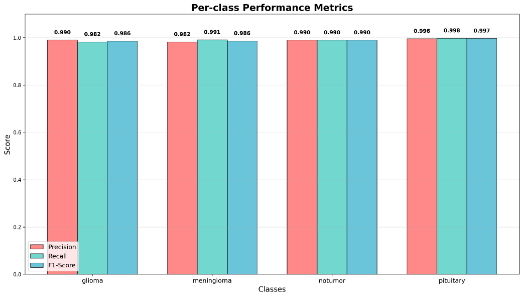 Per-class Performance Metrics
0.990 0.982 0.986 0.982 0.991 0.986 0.990 0.990 0.990 0.996 0.998 0.997
1.0
0.8
0.6
0.4
0.2
0.0
Score
Precision
Recall
F1-Score
glioma meningioma notumor pituitary
Classes